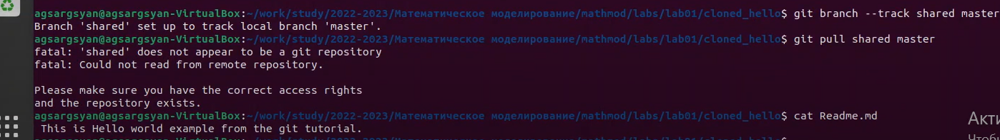 agsargsyan@agsargsyan-VirtualBox:~/work/study/2022-2023/Математическое моделирование/mathmod/labs/lab01/cloned_hello$ git branch --track shared master
Branch 'shared' set up to track local branch 'master'.
agsargsyan@agsargsyan-VirtualBox:~/work/study/2022-2023/Математическое моделирование/mathmod/labs/lab01/cloned_hello$ git pull shared master
fatal: 'shared' does not appear to be a git repository
fatal: Could not read from remote repository.
Please make sure you have the correct access rights
and the repository exists.
agsargsyan@agsargsyan-VirtualBox:~/work/study/2022-2023/Математическое моделирование/mathmod/labs/lab01/cloned_hello$ cat Readme.md
Акти
This is Hello world example from the git tutorial.